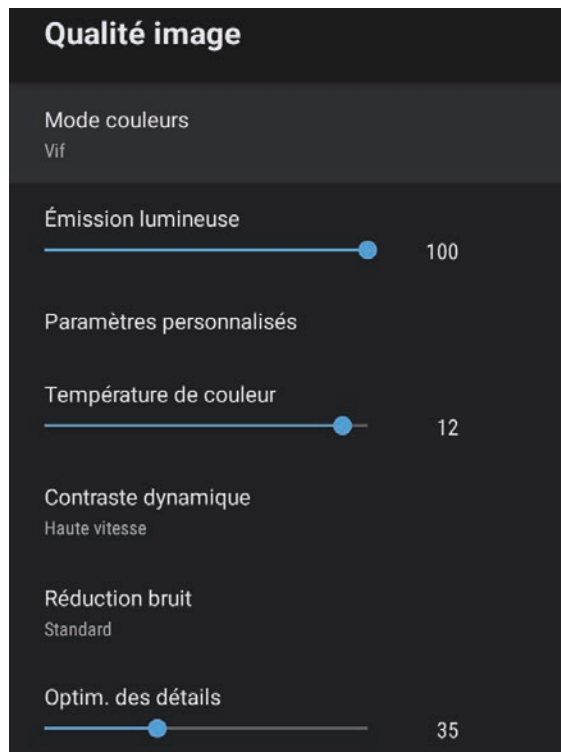 Qualité image
Mode couleurs
Vif
Émission lumineuse
100
Paramètres personnalisés
Température de couleur
12
Contraste dynamique
Haute vitesse
Réduction bruit
Standard
Optim. des détails
35